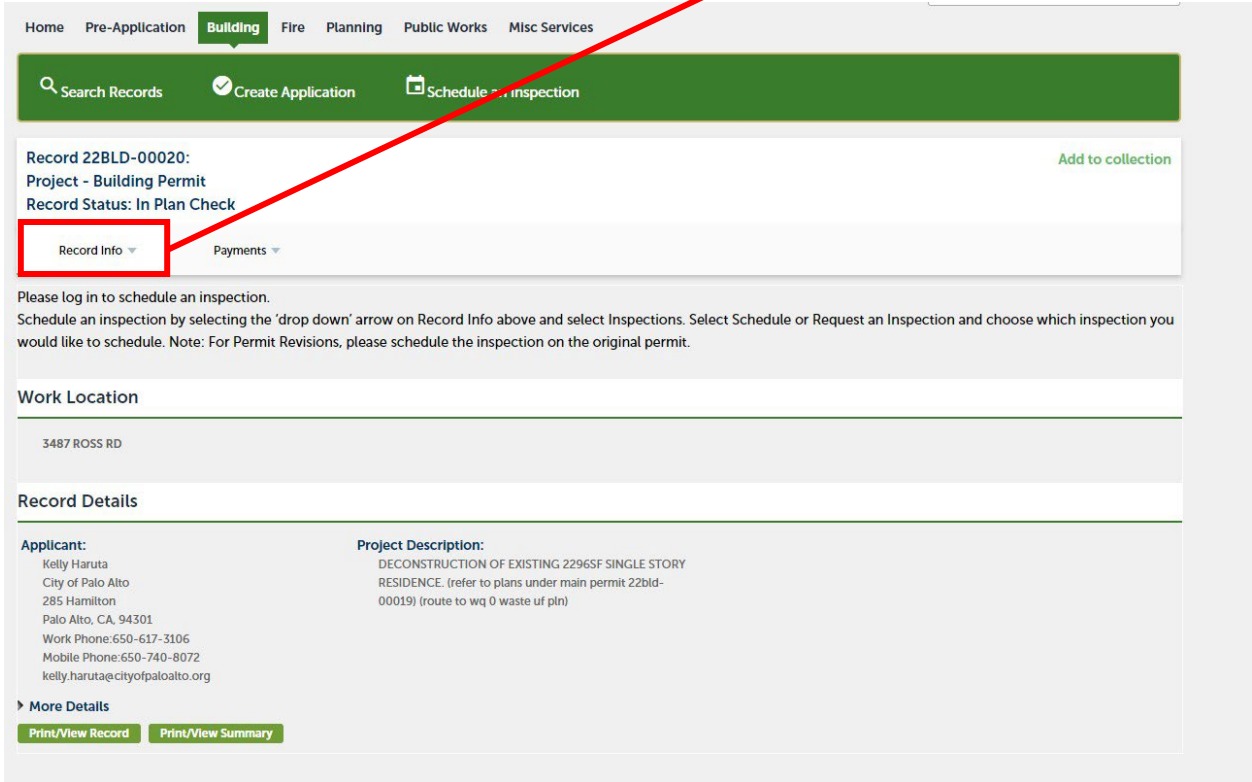 Home Pre-Application Building Fire Planning Public Works Misc Services
Search Records Create Application Schedule an Inspection
Record 22BLD-00020:
Add to collection
Project - Building Permit
Record Status: In Plan Check
Record Info Payments
Please log in to schedule an inspection.
Schedule an inspection by selecting the 'drop down' arrow on Record Info above and select Inspections. Select Schedule or Request an Inspection and choose which inspection you
would like to schedule. Note: For Permit Revisions, please schedule the inspection on the original permit.
Work Location
3487 ROSS RD
Record Details
Applicant:
Kelly Haruta
City of Palo Alto
285 Hamilton
Palo Alto, CA, 94301
Work Phone:650-617-3106
Mobile Phone:650-740-8072
kelly.haruta@cityofpaloalto.org
Project Description:
DECONSTRUCTION OF EXISTING 2296SF SINGLE STORY
RESIDENCE. (refer to plans under main permit 22bld-
00019) (route to wq 0 waste uf pln)
More Details
Print/View Record Print/View Summary